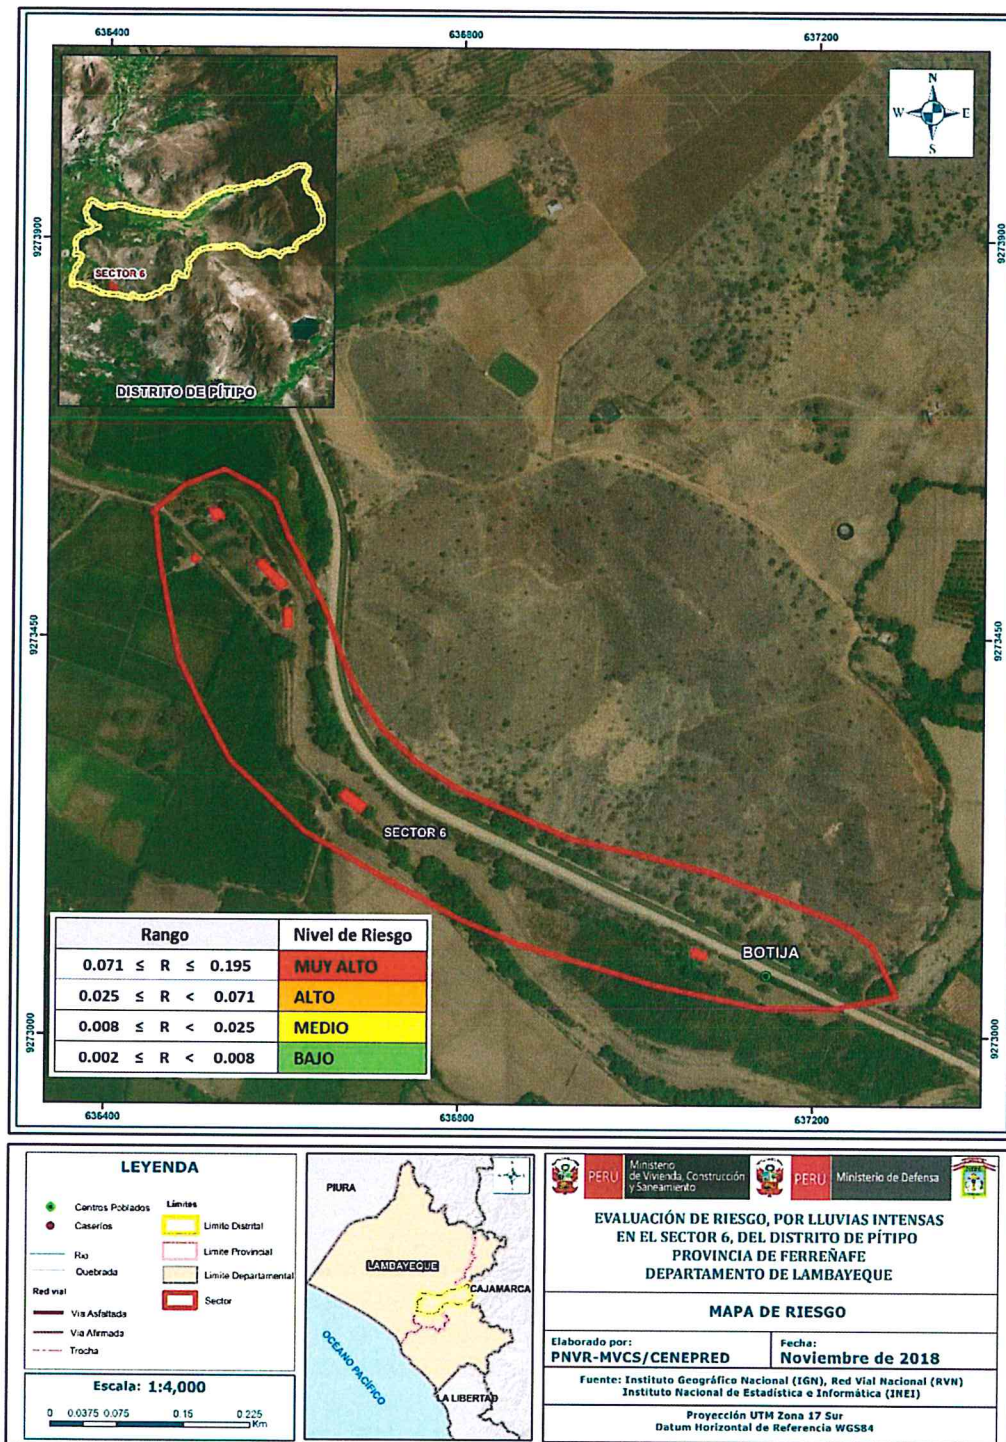 636400
636800
637200
N
W E
S
9273900
9273900
SECTOR 6
DISTRITO DE PÍTIPO
9273450
9273450
SECTOR 6
BOTIJA
Rango Nivel de Riesgo
0.071 ≤ R ≤ 0.195 MUY ALTO
0.025 ≤ R < 0.071 ALTO
0.008 ≤ R < 0.025 MEDIO
0.002 ≤ R < 0.008 BAJO
9273000
9273000
636400
636800
637200
LEYENDA
Centros Poblados
Caseríos
Rio
Quebrada
Red vial
Via Asfaltada
Via Afirmada
Trocha
Límites
Limite Distrital
Limite Provincial
Limite Departamental
Sector
Escala: 1:4,000
0 0.0375 0.075 0.15 0.225
Km
PIURA
LAMBAYEQUE
CAJAMARCA
OCEANO PACÍFICO
LA LIBERTAD
PERÚ
Ministerio
de Vivienda, Construcción
y Saneamiento
PERÚ
Ministerio de Defensa
EVALUACIÓN DE RIESGO, POR LLUVIAS INTENSAS
EN EL SECTOR 6, DEL DISTRITO DE PÍTIPO
PROVINCIA DE FERREÑAFE
DEPARTAMENTO DE LAMBAYEQUE
MAPA DE RIESGO
Elaborado por:
PNVR-MVCS/CENEPRED
Fecha:
Noviembre de 2018
Fuente: Instituto Geográfico Nacional (IGN), Red Vial Nacional (RVN)
Instituto Nacional de Estadística e Informática (INEI)
Proyección UTM Zona 17 Sur
Datum Horizontal de Referencia WGS84